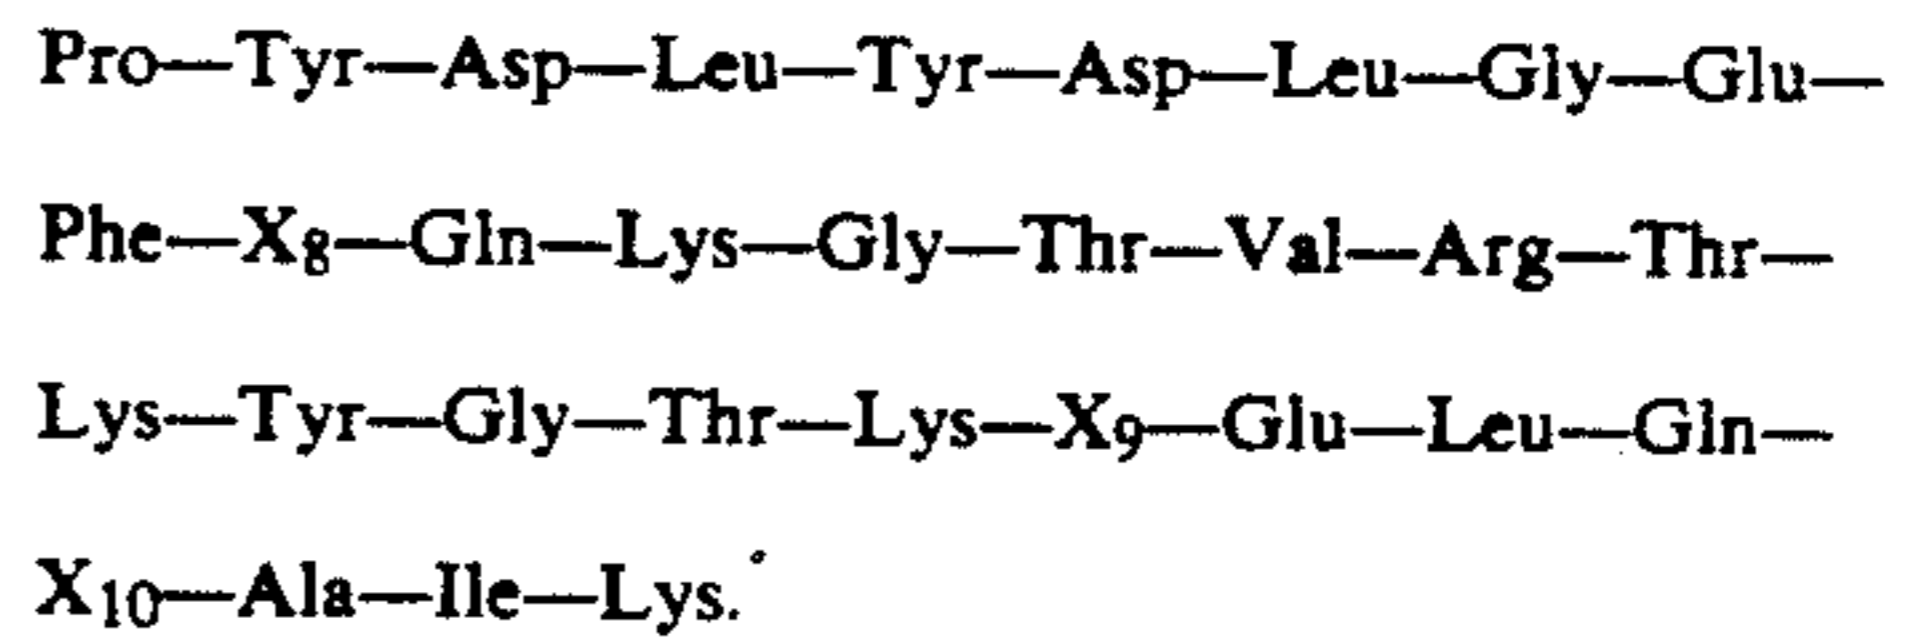 Pro—Tyr—Asp—Leu—Tyr—Asp—Leu—Gly—Glu—
Phe—X8—Gln—Lys—Gly—Thr—Val—Arg—Thr—
Lys—Tyr—Gly—Thr—Lys—X9—Glu—Leu—Gln—
X10—Ala—Ile—Lys.